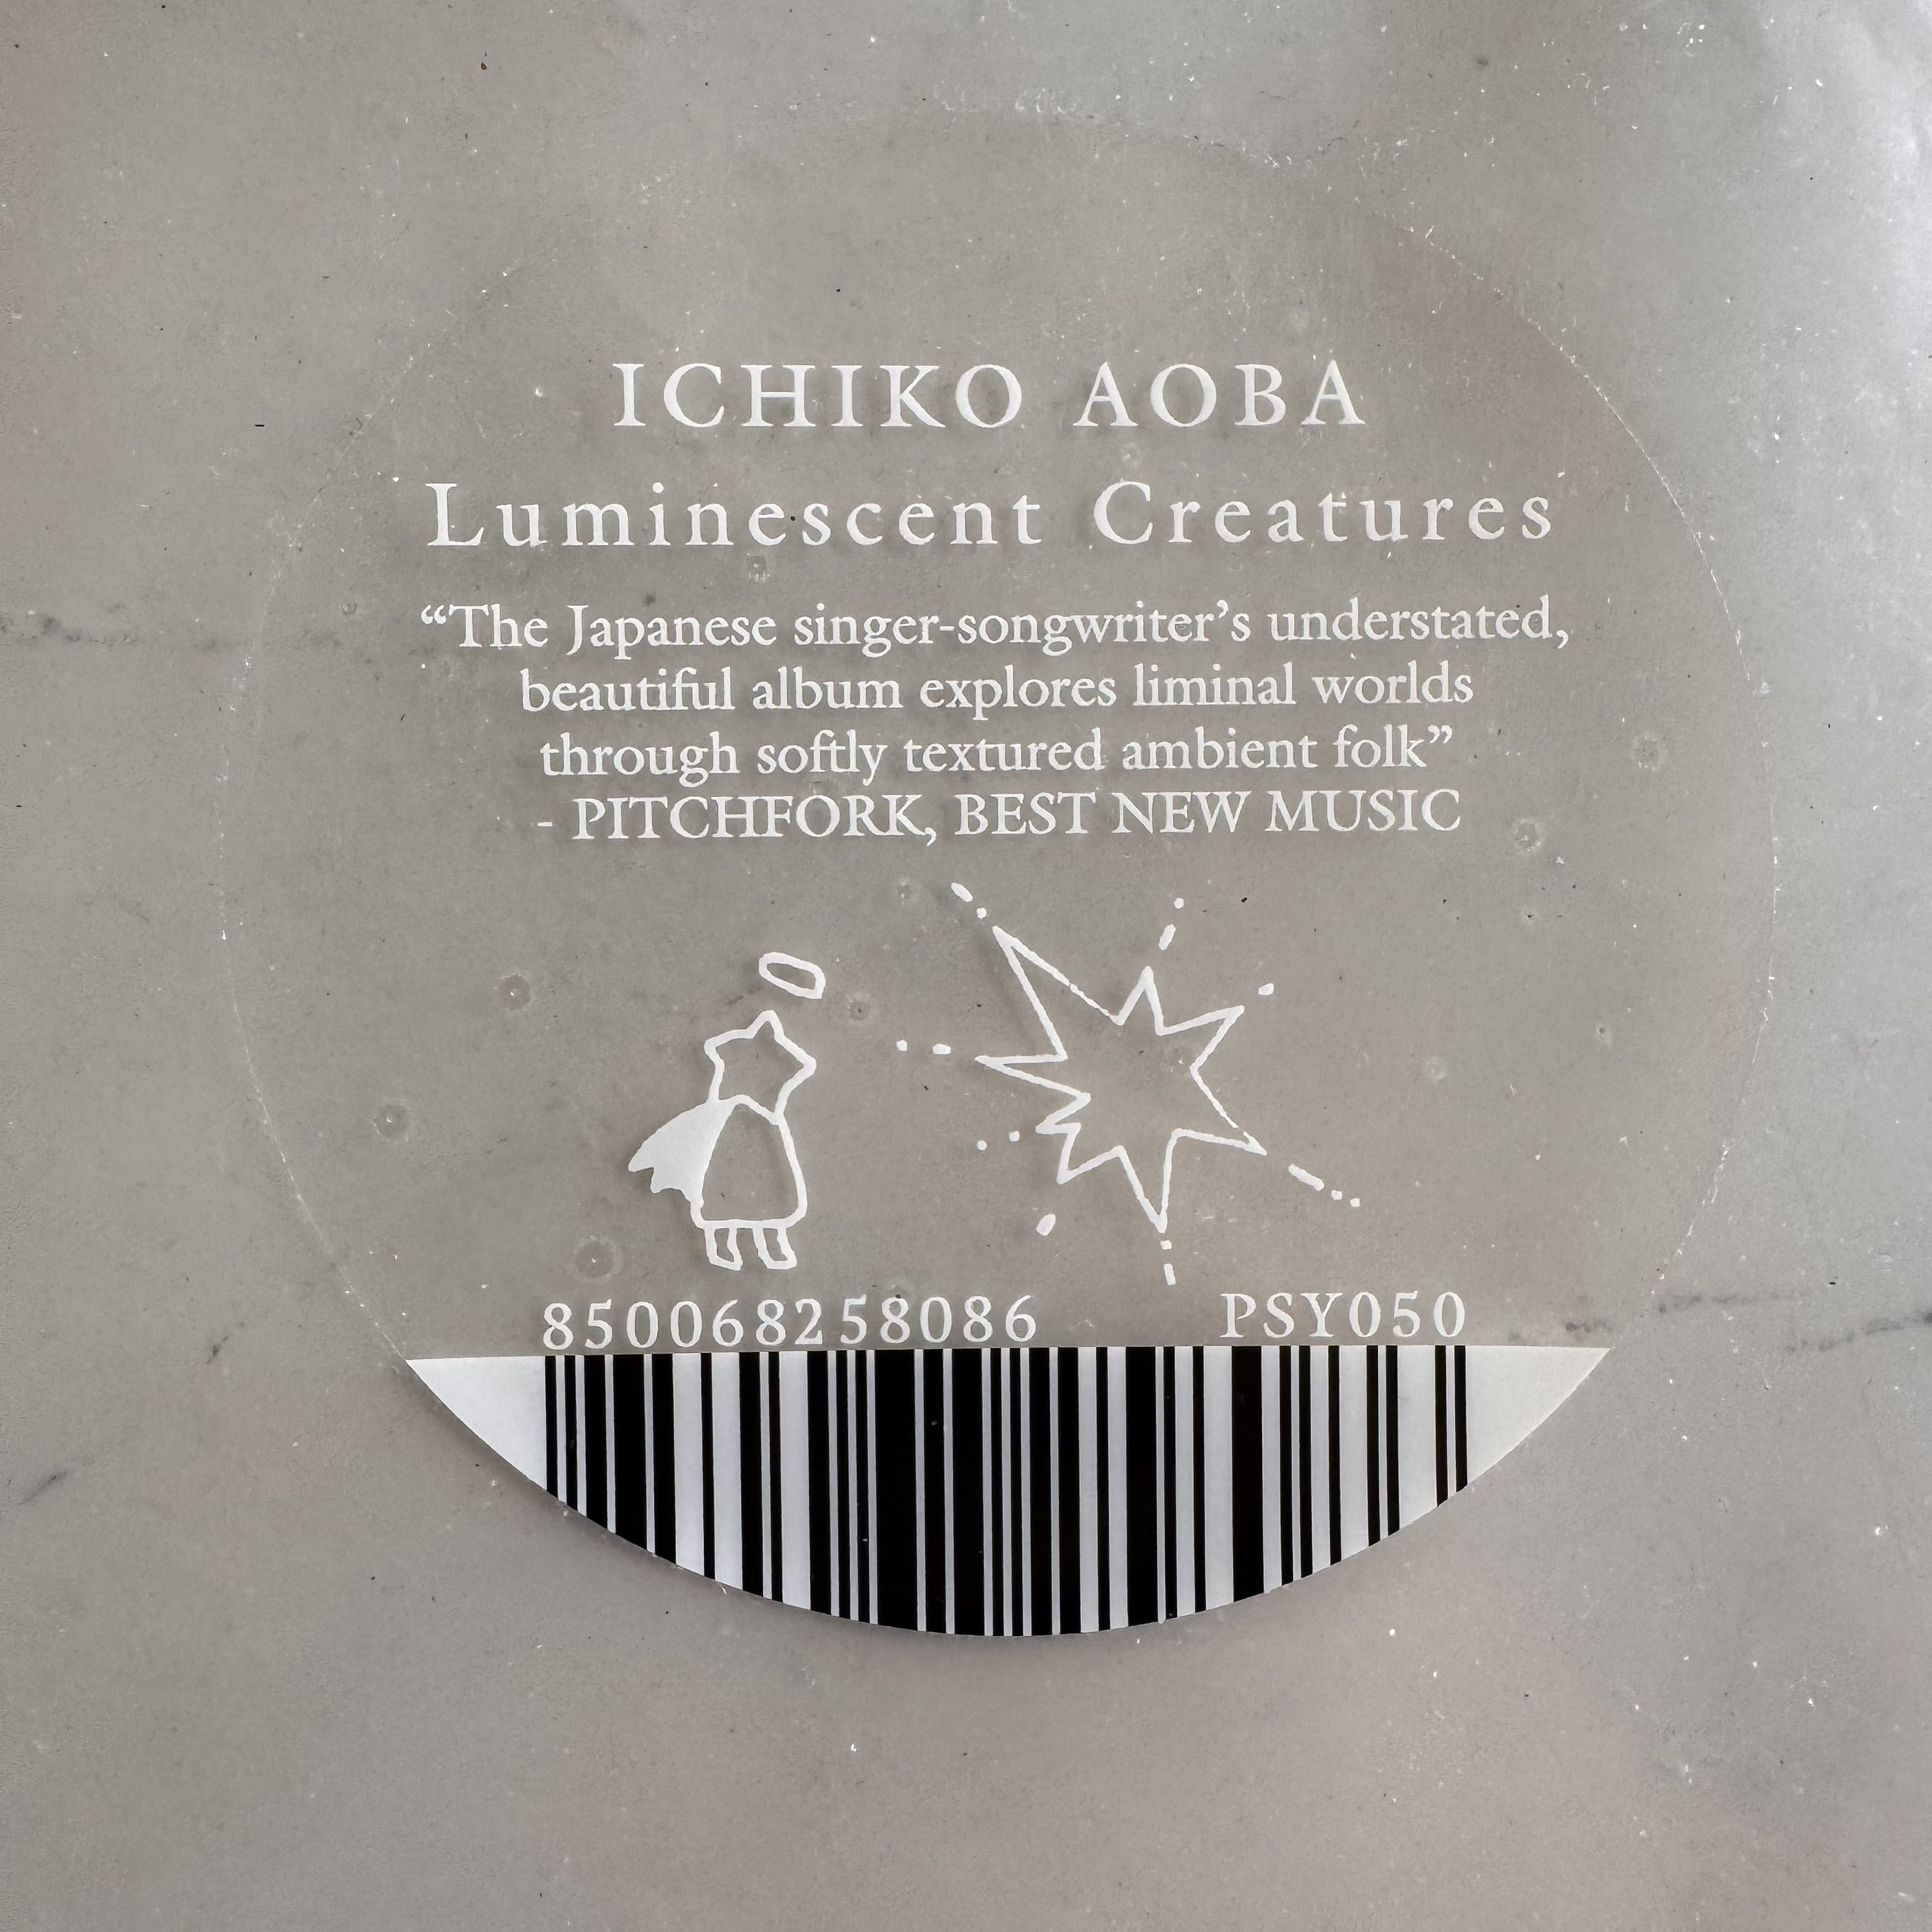 ICHIKO AOBA
Luminescent Creatures
“The Japanese singer-songwriter’s understated,
beautiful album explores liminal worlds
through softly textured ambient folk”
- PITCHFORK, BEST NEW MUSIC
850068258086 PSY050